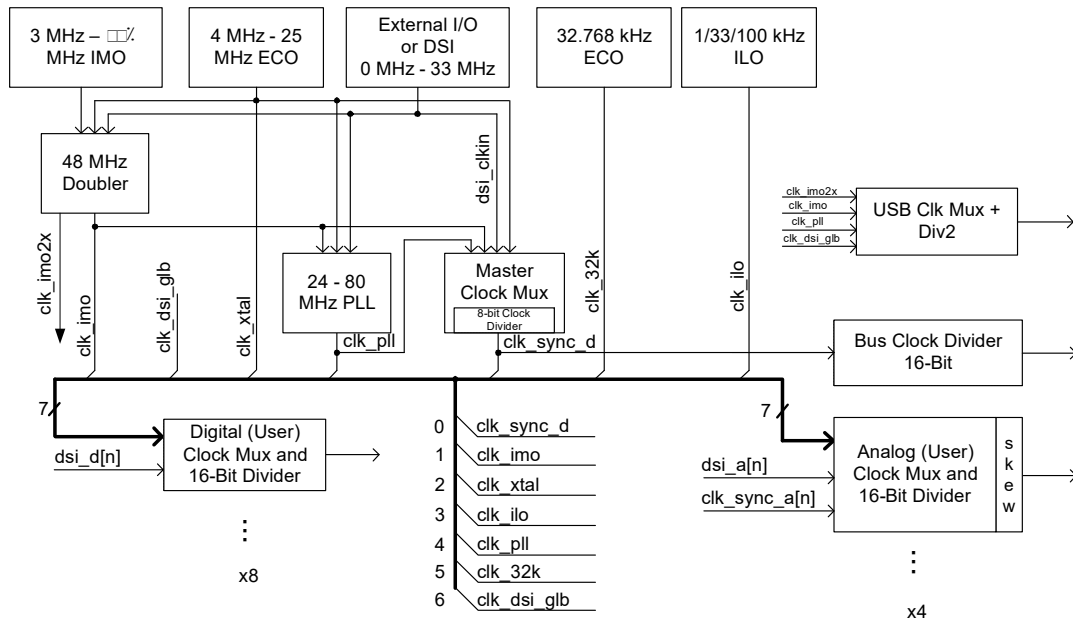 3 MHz –
MHz IMO
4 MHz - 25
MHz ECO
External I/O
or DSI
0 MHz - 33 MHz
32.768 kHz
ECO
1/33/100 kHz
ILO
48 MHz
Doubler
dsi_clkin
clk_imo2x
clk_imo
clk_dsi_glb
clk_xtal
24 - 80
MHz PLL
clk_pll
Master
Clock Mux
8-bit Clock
Divider
clk_sync_d
clk_32k
clk_ilo
clk_imo2x
clk_imo
clk_pll
clk_dsi_glb
USB Clk Mux +
Div2
Bus Clock Divider
16-Bit
7
dsi_d[n]
Digital (User)
Clock Mux and
16-Bit Divider
x8
0 clk_sync_d
1 clk_imo
2 clk_xtal
3 clk_ilo
4 clk_pll
5 clk_32k
6 clk_dsi_glb
7
dsi_a[n]
clk_sync_a[n]
Analog (User)
Clock Mux and
16-Bit Divider
skew
x4